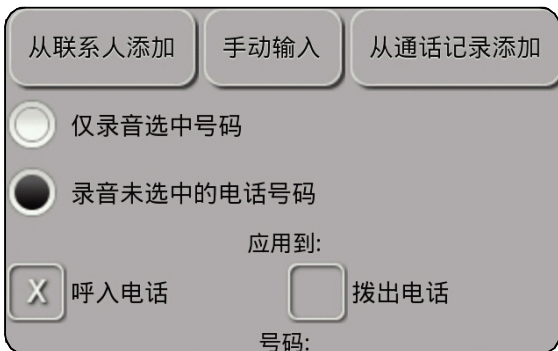 从联系人添加 手动输入 从通话记录添加
仅录音选中号码
录音未选中的电话号码
应用到:
X 呼入电话 拨出电话
号码: